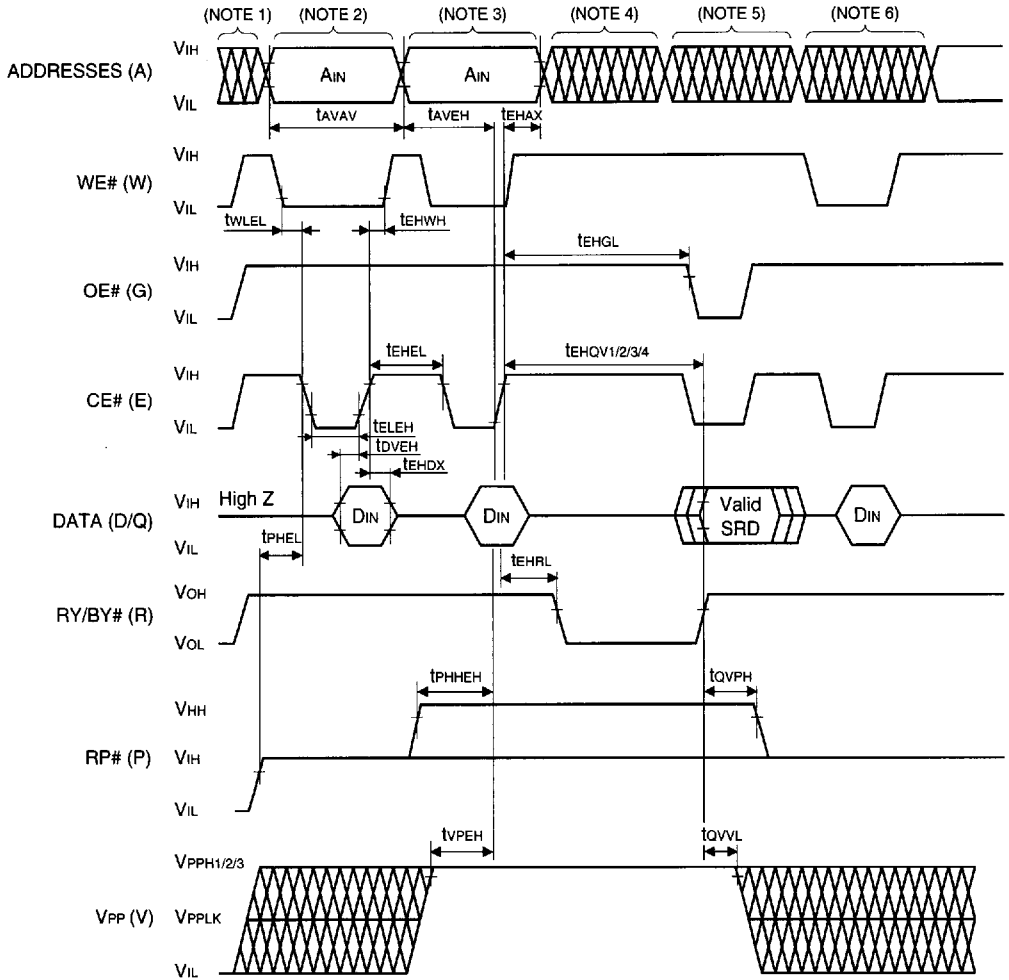 (NOTE 1) (NOTE 2) (NOTE 3) (NOTE 4) (NOTE 5) (NOTE 6)
VIH
ADDRESSES (A)
AIN AIN
VIL
tAVAV tAVEH tEHAX
VIH
WE# (W)
VIL
tWLEL tEHWH
tEHGL
VIH
OE# (G)
VIL
tEHEL tEHQV1/2/3/4
VIH
CE# (E)
VIL
tELEH
tDVEH
tEHDX
High Z
VIH
DATA (D/Q)
DIN DIN Valid SRD DIN
VIL
tPHEL
tEHRL
VOH
RY/BY# (R)
VOL
tPHHEH tQVPH
VHH
RP# (P) VIH
VIL
tVPEH tQVVL
VPPH1/2/3
VPP (V) VPPLK
VIL